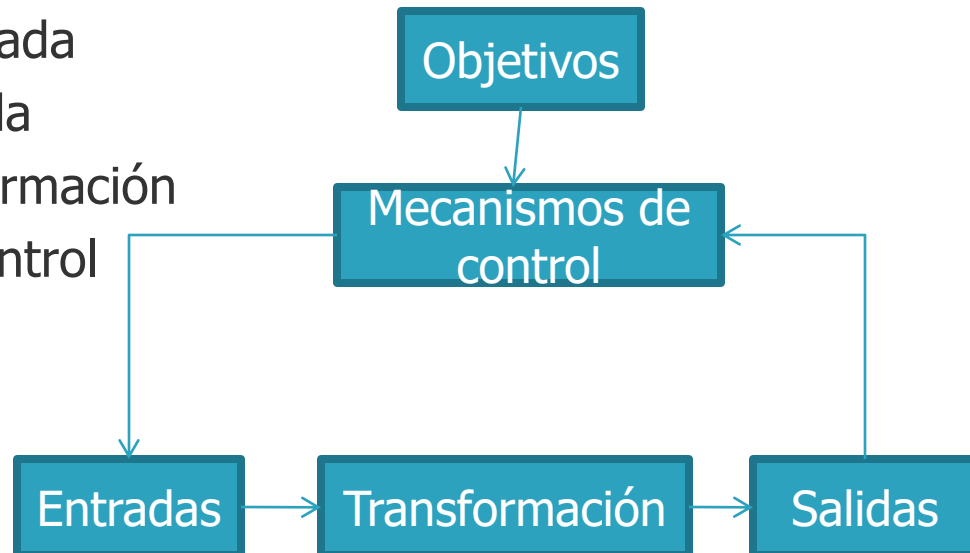 ada
da
rmación
ntrol
Objetivos
Mecanismos de
control
Entradas
Transformación
Salidas